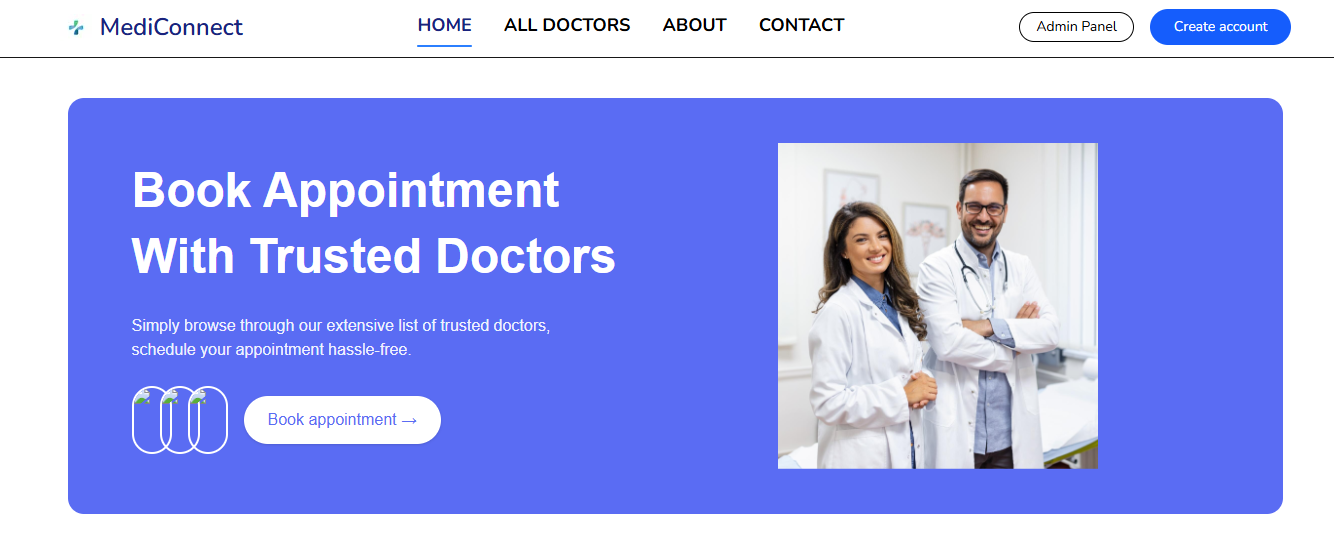 MediConnect
HOME
ALL DOCTORS
ABOUT
CONTACT
Admin Panel
Create account
Book Appointment
With Trusted Doctors
Simply browse through our extensive list of trusted doctors,
schedule your appointment hassle-free.
Book appointment →